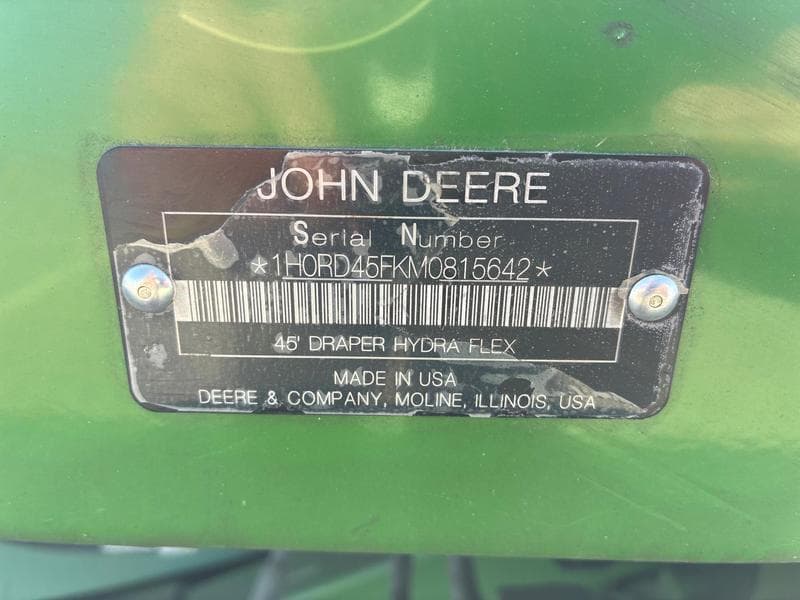 JOHN DEERE
Serial Number
*1H0RD45FKM0815642*
45' DRAPER HYDRA FLEX
MADE IN USA
DEERE & COMPANY, MOLINE, ILLINOIS, USA